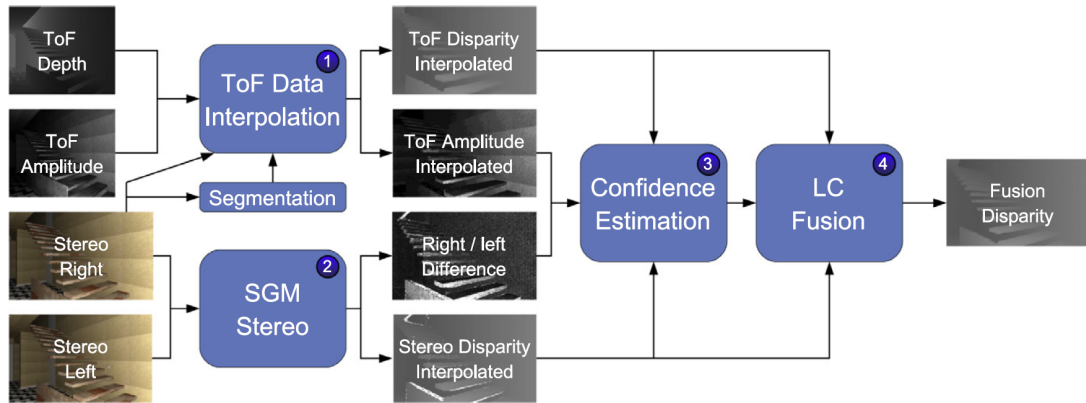 ToF
Depth
ToF
Amplitude
Stereo
Right
Stereo
Left
1
ToF Data
Interpolation
Segmentation
2
SGM
Stereo
ToF Disparity
Interpolated
ToF Amplitude
Interpolated
Right / left
Difference
Stereo Disparity
Interpolated
3
Confidence
Estimation
4
LC
Fusion
Fusion
Disparity